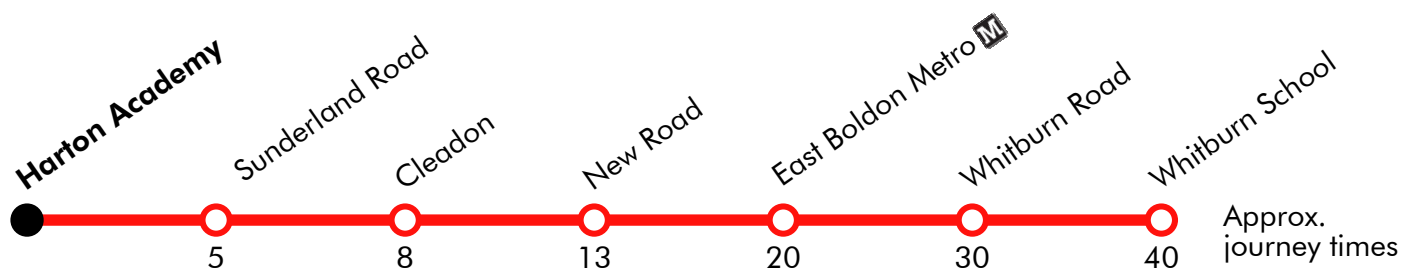 Harton Academy
Sunderland Road
Cleadon
New Road
East Boldon Metro M
Whitburn Road
Whitburn School
5
8
13
20
30
40
Approx.
journey times